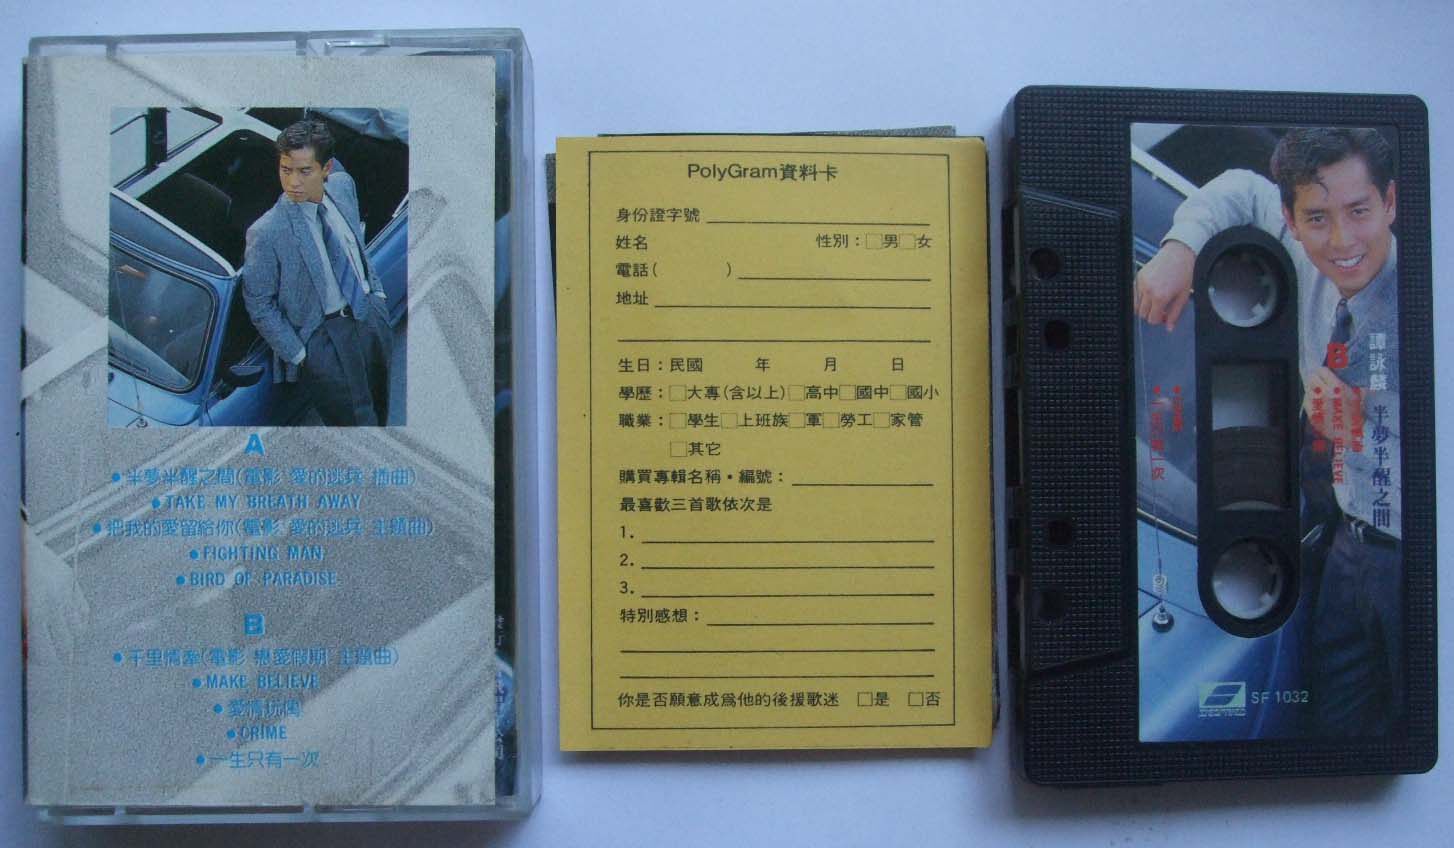 A
●半夢半醒之間(電影 愛的逃兵 插曲)
●TAKE MY BREATH AWAY
●把我的愛留給你(電影 愛的逃兵 主題曲)
●FIGHTING MAN
●BIRD OF PARADISE
B
●千里情牽(電影 戀愛假期 主題曲)
●MAKE BELIEVE
●愛情玩偶
●CRIME
●一生只有一次
PolyGram資料卡
身份證字號
姓名 性別：□男□女
電話( )
地址
生日：民國 年 月 日
學歷：□大專(含以上)□高中□國中□國小
職業：□學生□上班族□軍□勞工□家管
□其它
購買專輯名稱・編號：
最喜歡三首歌依次是
1.
2.
3.
特別感想：
你是否願意成爲他的後援歌迷 □是 □否
譚詠麟 半夢半醒之間
B
●MAKE BELIEVE
●CRIME
●一生只有一次
SF 1032